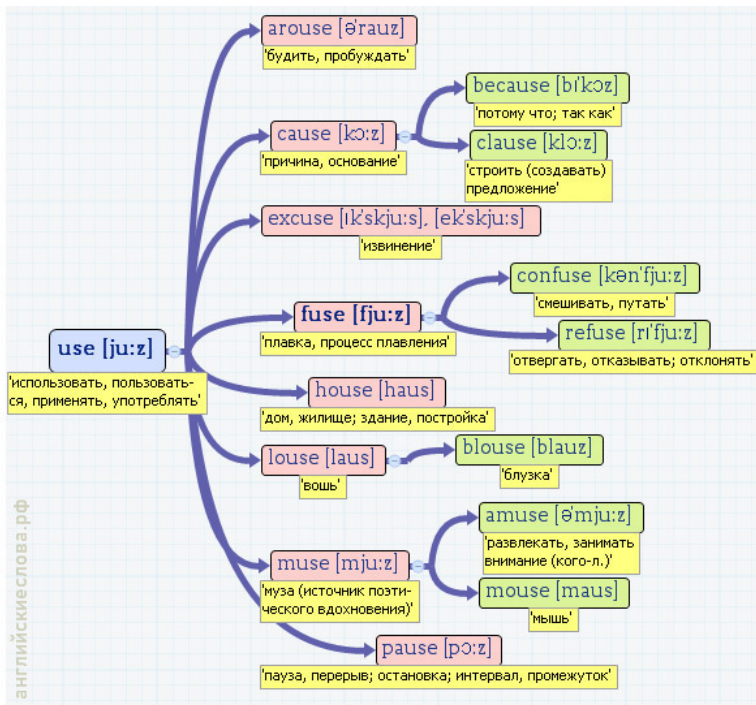 arouse [ə'rauz]
'будить, пробуждать'
because [bɪ'kɔz]
'потому что; так как'
cause [kɔ:z]
'причина, основание'
clause [klɔ:z]
'строить (создавать)
предложение'
excuse [ɪk'skju:s], [ek'skju:s]
'извинение'
confuse [kən'fju:z]
'смешивать, путать'
fuse [fju:z]
'плавка, процесс плавления'
refuse [rɪ'fju:z]
'отвергать, отказывать; отклонять'
use [ju:z]
'использовать, пользовать-
ся, применять, употреблять'
house [haus]
'дом, жилище; здание, постройка'
louse [laus]
'вошь'
blouse [blauz]
'блузка'
amuse [ə'mju:z]
'развлекать, занимать
внимание (кого-л.)'
muse [mju:z]
'муза (источник поэти-
ческого вдохновения)'
mouse [maus]
'мышь'
pause [pɔ:z]
'пауза, перерыв; остановка; интервал, промежуток'
английскиеслова.рф